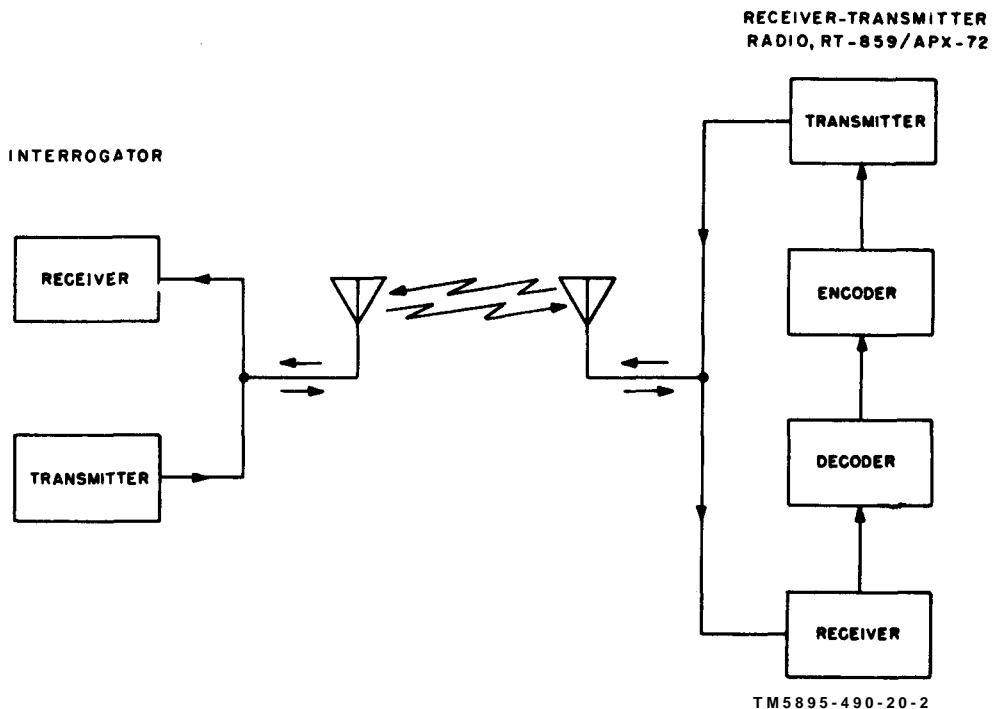 RECEIVER-TRANSMITTER
RADIO, RT-859/APX-72
TRANSMITTER
INTERROGATOR
RECEIVER
ENCODER
TRANSMITTER
DECODER
RECEIVER
TM5895-490-20-2